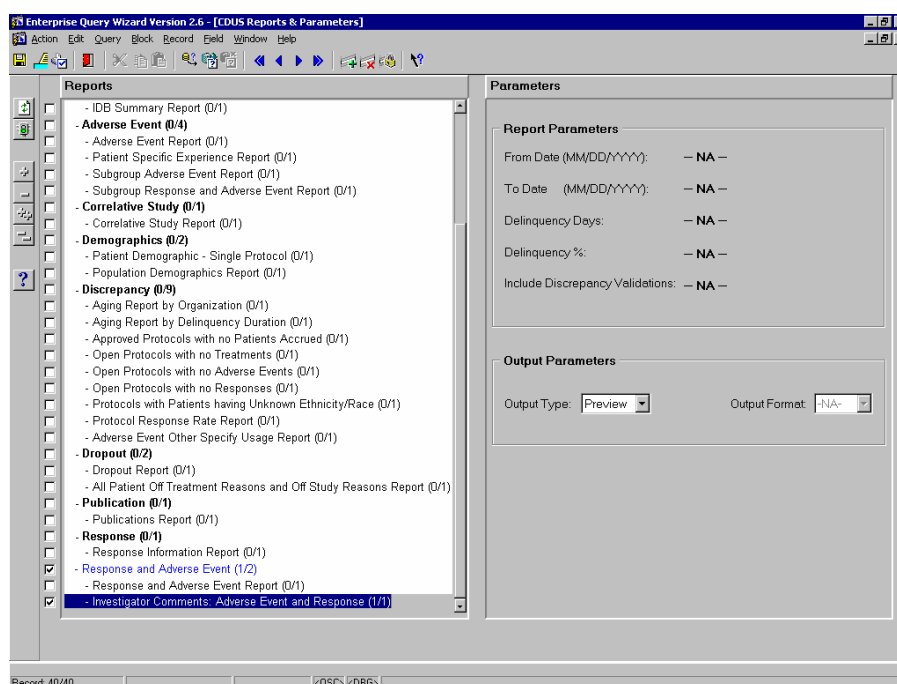 Enterprise Query Wizard Version 2.6 - [CDUS Reports & Parameters]
Action Edit Query Block Record Field Window Help
Reports
- IDB Summary Report (0/1)
- Adverse Event (0/4)
- Adverse Event Report (0/1)
- Patient Specific Experience Report (0/1)
- Subgroup Adverse Event Report (0/1)
- Subgroup Response and Adverse Event Report (0/1)
- Correlative Study (0/1)
- Correlative Study Report (0/1)
- Demographics (0/2)
- Patient Demographic - Single Protocol (0/1)
- Population Demographics Report (0/1)
- Discrepancy (0/9)
- Aging Report by Organization (0/1)
- Aging Report by Delinquency Duration (0/1)
- Approved Protocols with no Patients Accrued (0/1)
- Open Protocols with no Treatments (0/1)
- Open Protocols with no Adverse Events (0/1)
- Open Protocols with no Responses (0/1)
- Protocols with Patients having Unknown Ethnicity/Race (0/1)
- Protocol Response Rate Report (0/1)
- Adverse Event Other Specify Usage Report (0/1)
- Dropout (0/2)
- Dropout Report (0/1)
- All Patient Off Treatment Reasons and Off Study Reasons Report (0/1)
- Publication (0/1)
- Publications Report (0/1)
- Response (0/1)
- Response Information Report (0/1)
- Response and Adverse Event (1/2)
- Response and Adverse Event Report (0/1)
- Investigator Comments: Adverse Event and Response (1/1)
Parameters
Report Parameters
From Date (MM/DD/YYYY): -- NA --
To Date (MM/DD/YYYY): -- NA --
Delinquency Days: -- NA --
Delinquency %: -- NA --
Include Discrepancy Validations: -- NA --
Output Parameters
Output Type: Preview Output Format: -NA-
Record: 40/40 <OSC> <DBG>